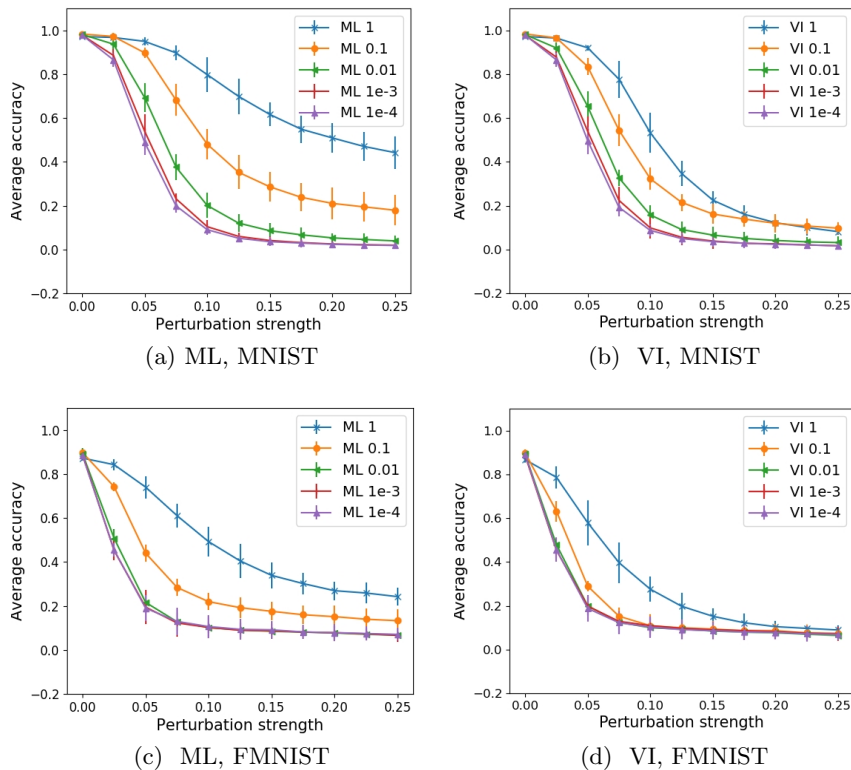 1.0
0.8
0.6
0.4
0.2
0.0
−0.2
Average accuracy
ML 1
ML 0.1
ML 0.01
ML 1e-3
ML 1e-4
0.00 0.05 0.10 0.15 0.20 0.25
Perturbation strength
(a) ML, MNIST
1.0
0.8
0.6
0.4
0.2
0.0
−0.2
Average accuracy
VI 1
VI 0.1
VI 0.01
VI 1e-3
VI 1e-4
0.00 0.05 0.10 0.15 0.20 0.25
Perturbation strength
(b) VI, MNIST
1.0
0.8
0.6
0.4
0.2
0.0
−0.2
Average accuracy
ML 1
ML 0.1
ML 0.01
ML 1e-3
ML 1e-4
0.00 0.05 0.10 0.15 0.20 0.25
Perturbation strength
(c) ML, FMNIST
1.0
0.8
0.6
0.4
0.2
0.0
−0.2
Average accuracy
VI 1
VI 0.1
VI 0.01
VI 1e-3
VI 1e-4
0.00 0.05 0.10 0.15 0.20 0.25
Perturbation strength
(d) VI, FMNIST